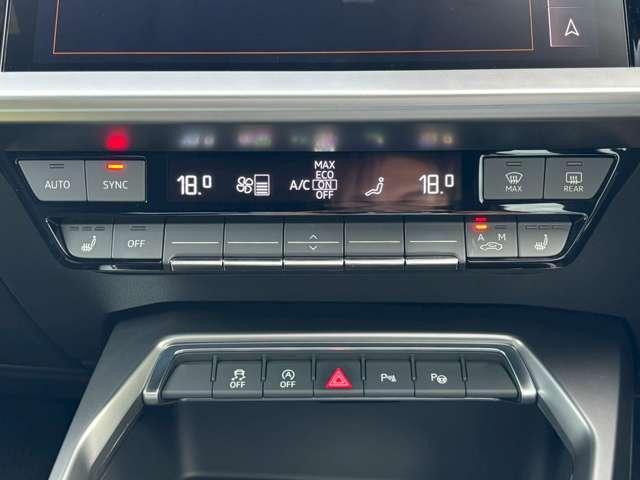 AUTO SYNC
18.0 A/C MAX ECO ON OFF 18.0
MAX REAR
OFF
A M
OFF OFF P P